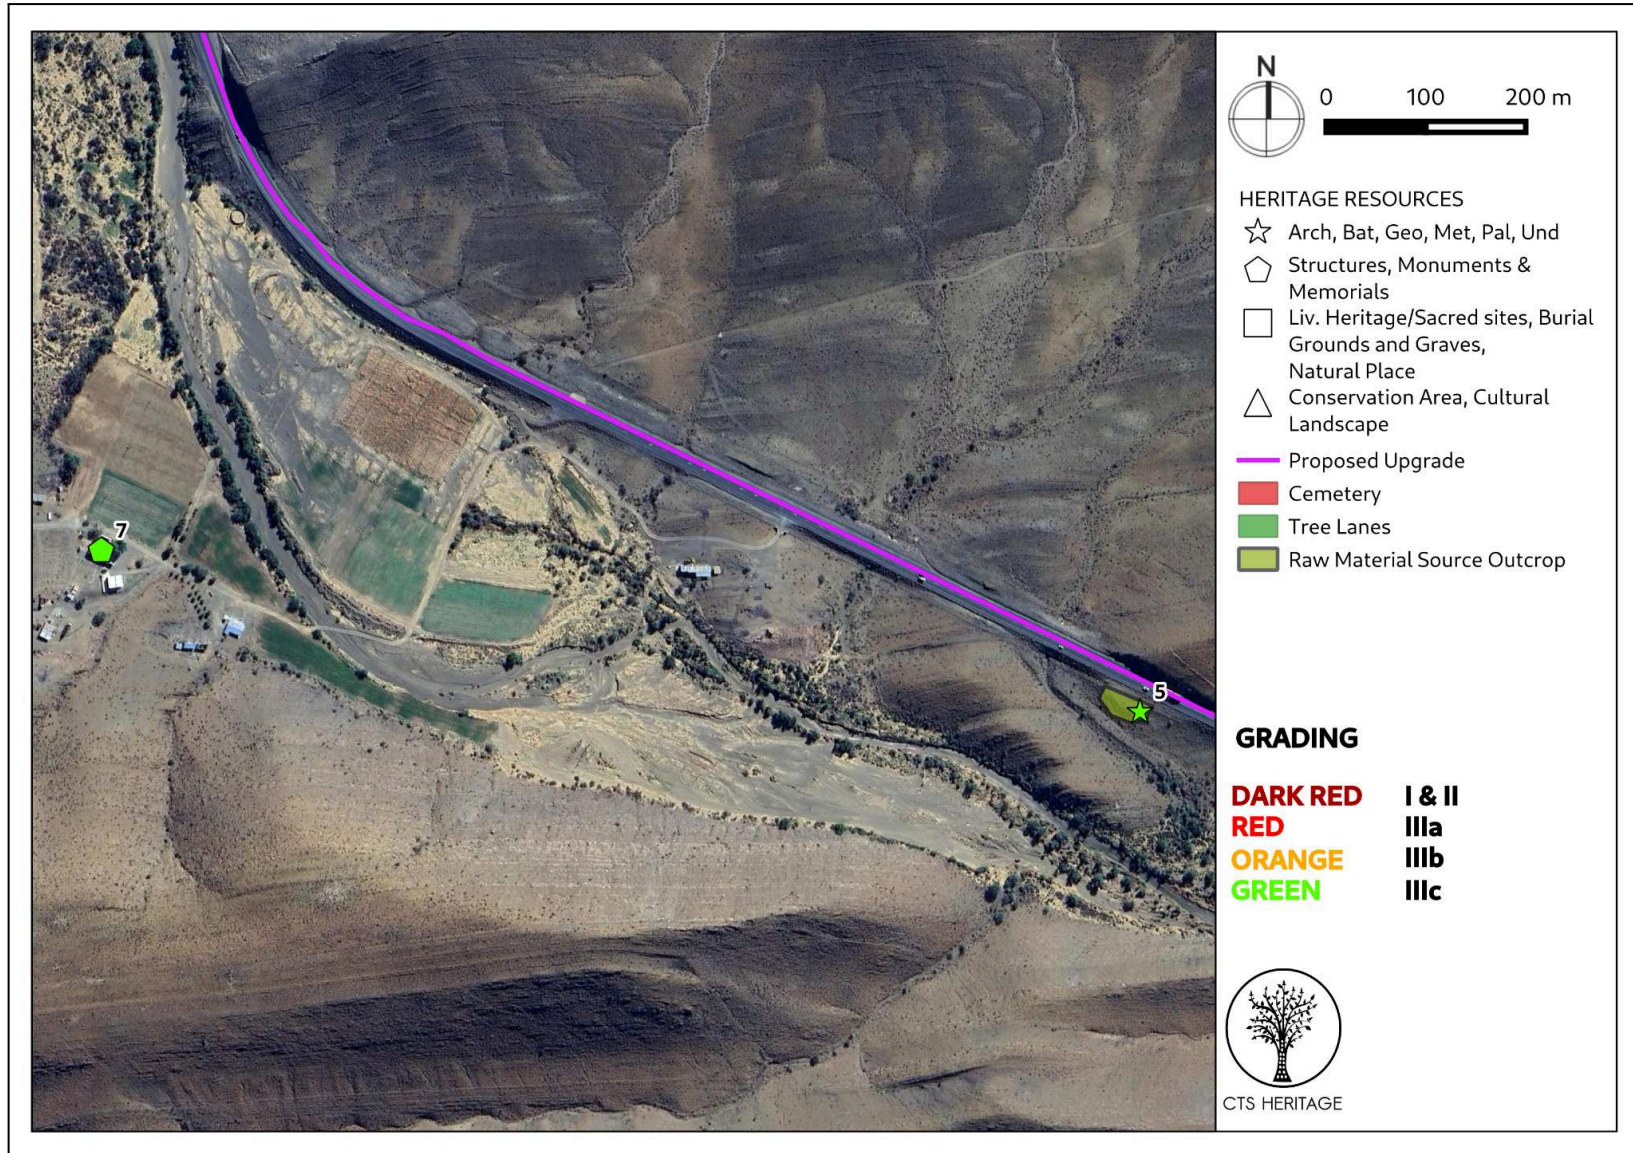 N
0 100 200 m
HERITAGE RESOURCES
Arch, Bat, Geo, Met, Pal, Und
Structures, Monuments &
Memorials
Liv. Heritage/Sacred sites, Burial
Grounds and Graves,
Natural Place
Conservation Area, Cultural
Landscape
Proposed Upgrade
Cemetery
Tree Lanes
Raw Material Source Outcrop
7
5
GRADING
DARK RED I & II
RED IIIa
ORANGE IIIb
GREEN IIIc
CTS HERITAGE